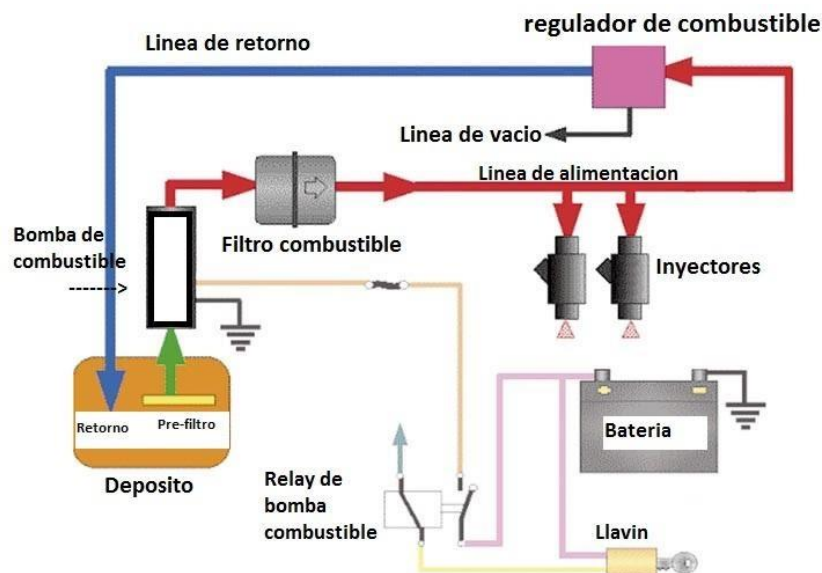 regulador de combustible
Linea de retorno
Linea de vacio
Linea de alimentacion
Bomba de
combustible
------->
Filtro combustible
Inyectores
Retorno
Pre-filtro
Deposito
Bateria
Relay de
bomba
combustible
Llavin